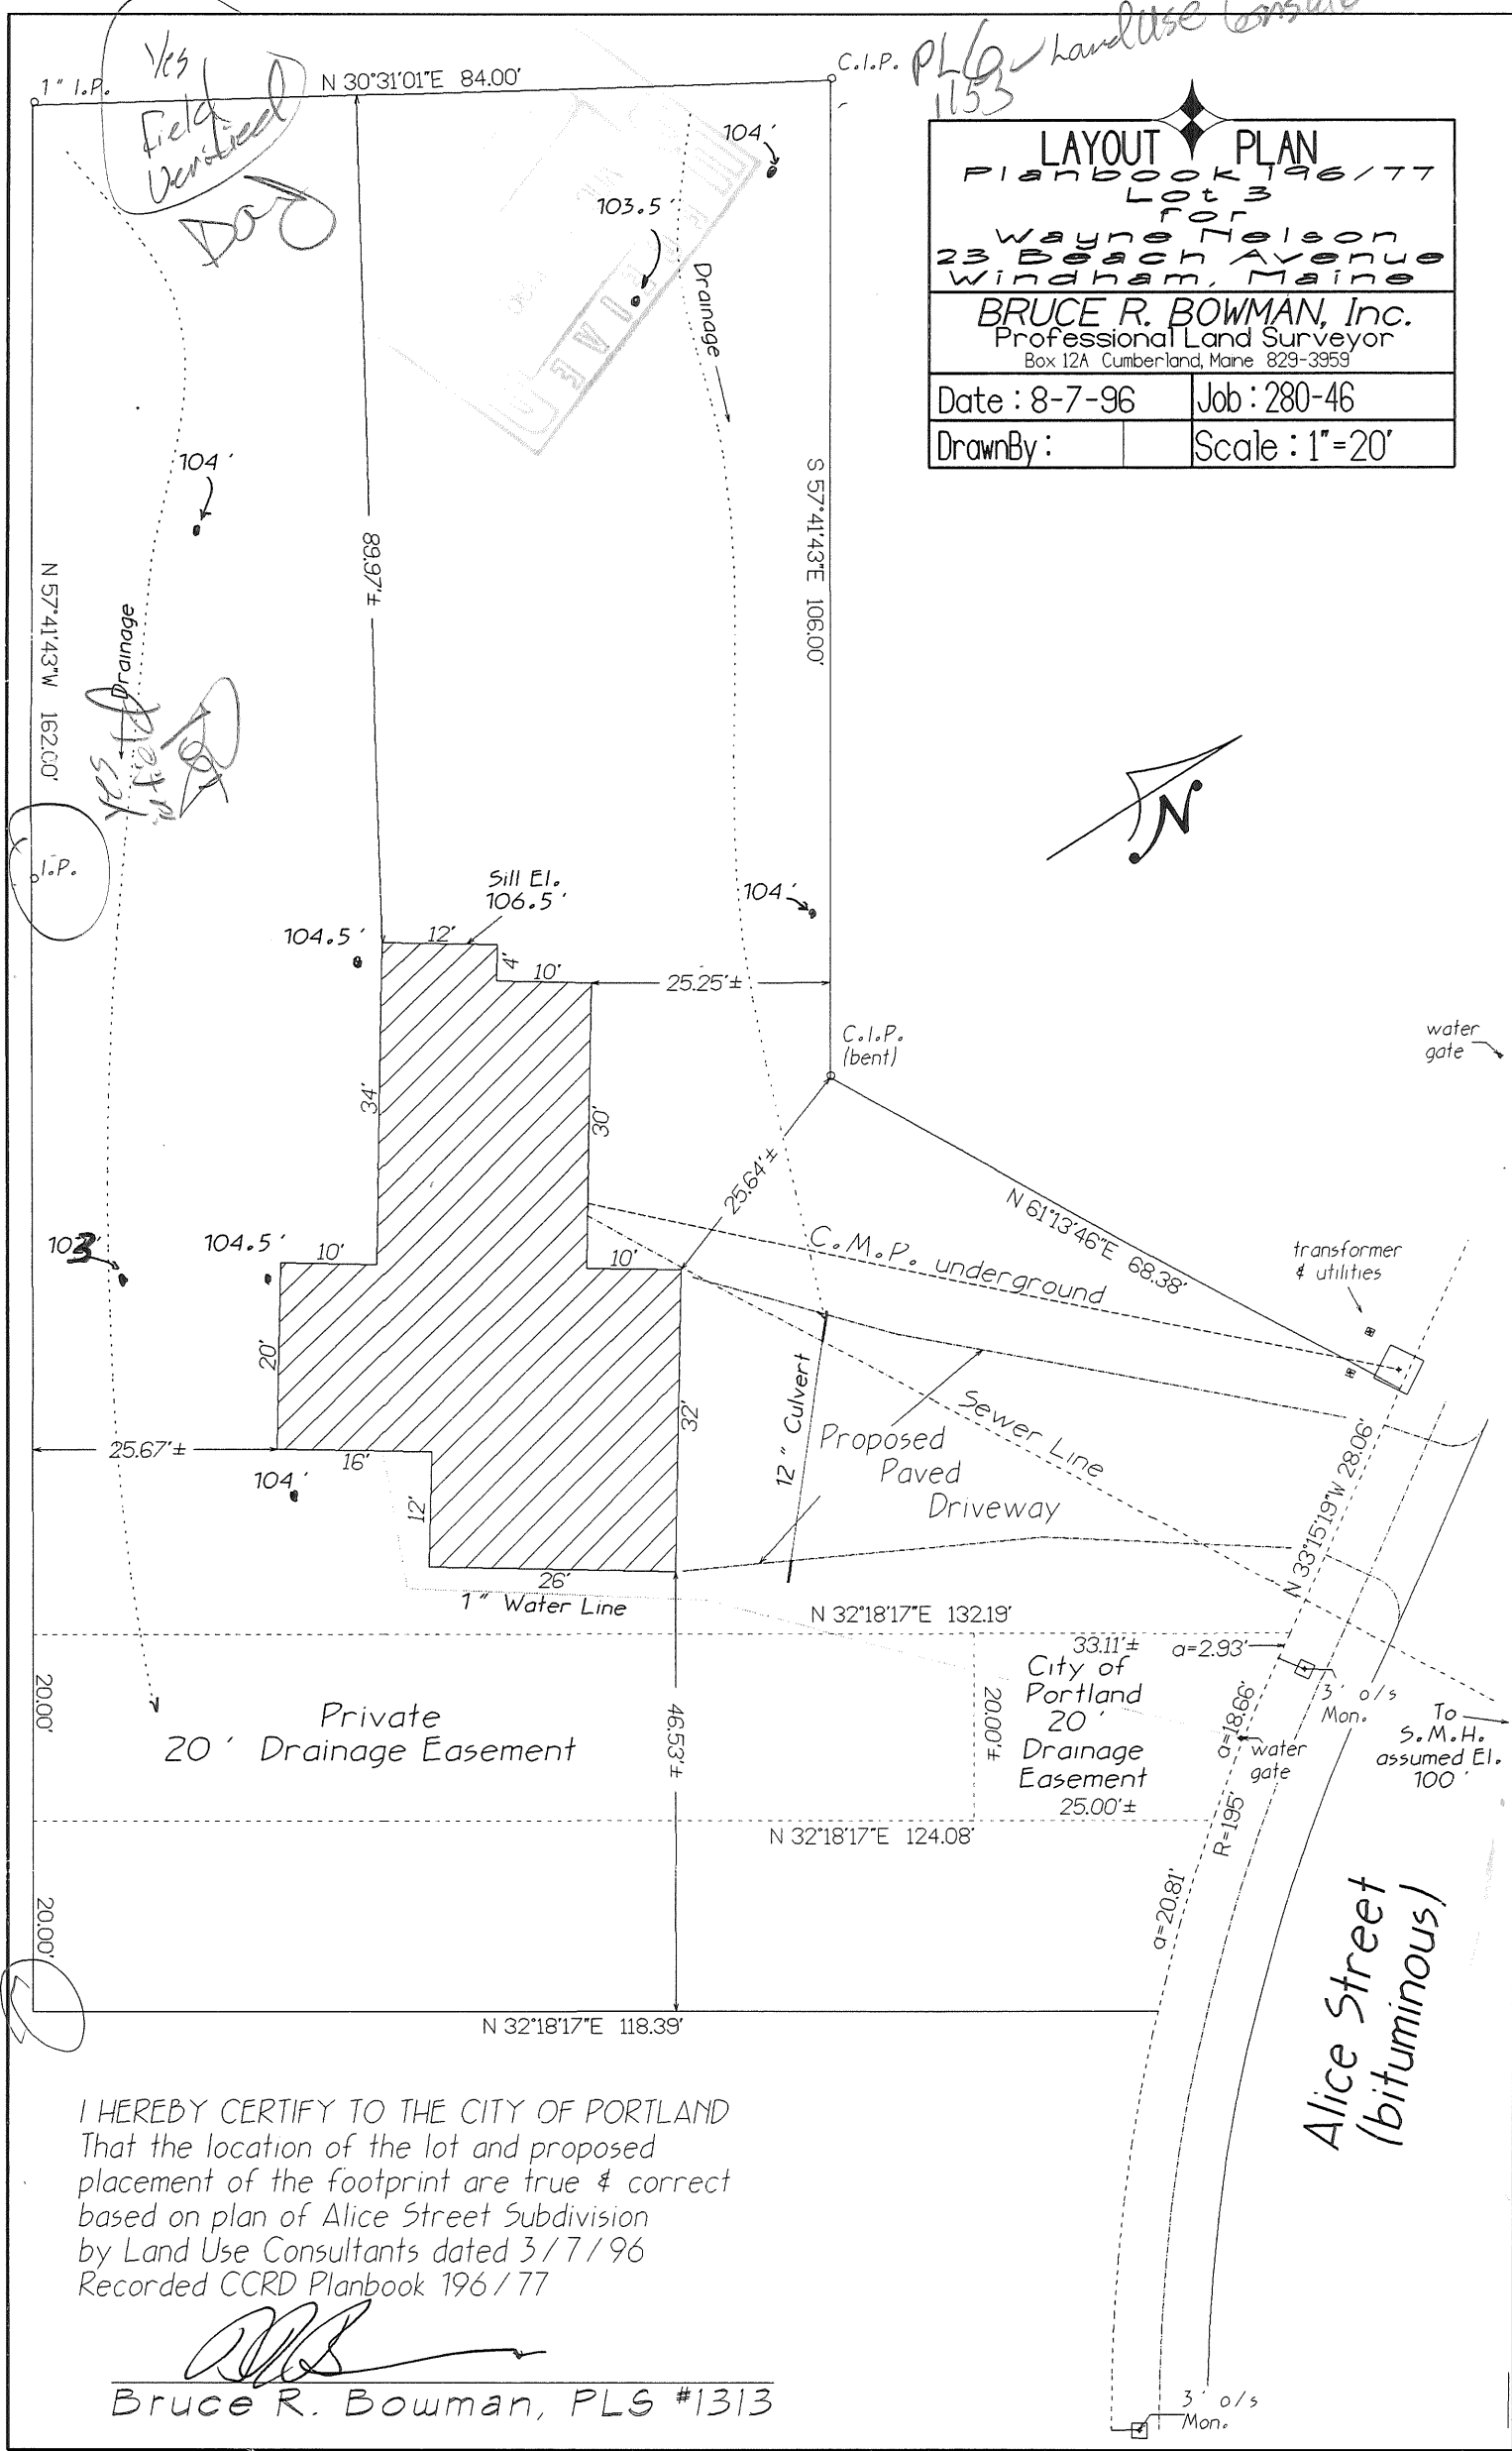 Yes
Field
Verified
1" I.P.
N 30°31'01"E 84.00'
C.I.P.
PLG Land Use
1153
LAYOUT PLAN
Planbook 196/77
Lot 3
for
Wayne Nelson
23 Beach Avenue
Windham, Maine
BRUCE R. BOWMAN, Inc.
Professional Land Surveyor
Box 12A Cumberland, Maine 829-3959
Date : 8-7-96
Job : 280-46
DrawnBy :
Scale : 1"=20'
104'
103.5'
Drainage
104'
S 57°41'43"E 106.00'
89.97'±
N 57°41'43"W 162.00'
Drainage
Yes
I.P.
N
Sill El.
106.5'
104'
104.5'
12'
4'
10'
25.25'±
C.I.P.
(bent)
water
gate
34'
30'
25.64'±
N 61°13'46"E 68.38'
C.M.P. underground
transformer
& utilities
103'
104.5'
10'
10'
20'
32'
12" Culvert
Proposed
Paved
Driveway
Sewer Line
N 33°15'19"W 28.06'
25.67'±
16'
104'
12'
26'
1" Water Line
N 32°18'17"E 132.19'
33.11'±
a=2.93'
City of
Portland
20'
Drainage
Easement
25.00'±
20.00'±
20.00'
Private
20' Drainage Easement
46.53'±
a=18.66'
water
gate
3' o/s
Mon.
To
S.M.H.
assumed El.
100'
R=195'
N 32°18'17"E 124.08'
a=20.81'
20.00'
N 32°18'17"E 118.39'
Alice Street
(bituminous)
I HEREBY CERTIFY TO THE CITY OF PORTLAND
That the location of the lot and proposed
placement of the footprint are true & correct
based on plan of Alice Street Subdivision
by Land Use Consultants dated 3/7/96
Recorded CCRD Planbook 196/77
Bruce R. Bowman, PLS #1313
3' o/s
Mon.